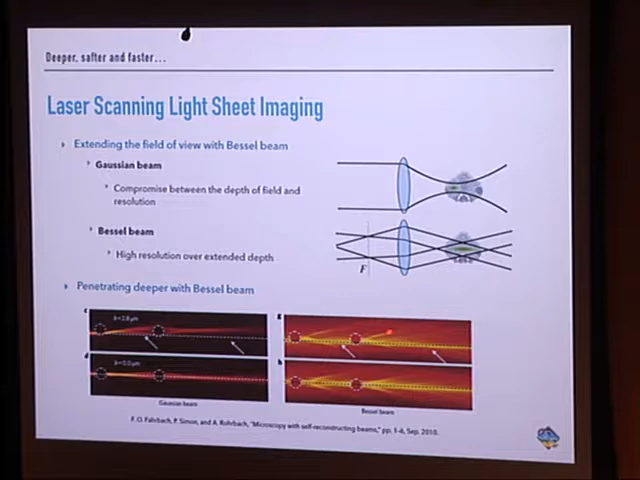 Deeper, safter and faster...
Laser Scanning Light Sheet Imaging
Extending the field of view with Bessel beam
Gaussian beam
Compromise between the depth of field and
resolution
Bessel beam
High resolution over extended depth
F
Penetrating deeper with Bessel beam
c
g
d
h
Gaussian beam
Bessel beam
F. O. Fahrbach, P. Simon, and A. Rohrbach, "Microscopy with self-reconstructing beams," pp. 1–6, Sep. 2010.